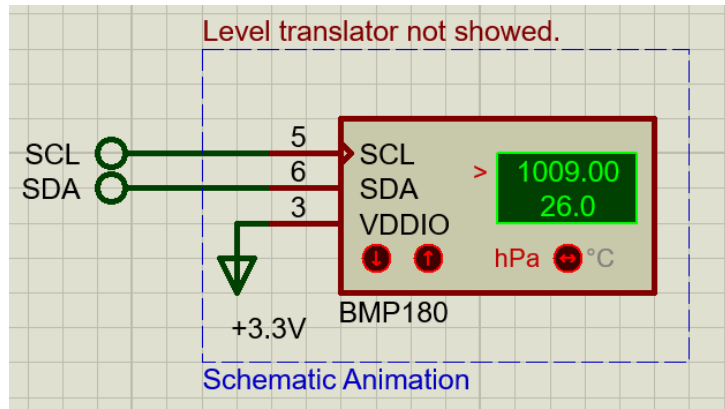 Level translator not showed.
5
SCL SCL
> 1009.00
6
SDA SDA
26.0
3
VDDIO
↓ ↑ hPa ↔ °C
BMP180
+3.3V
Schematic Animation